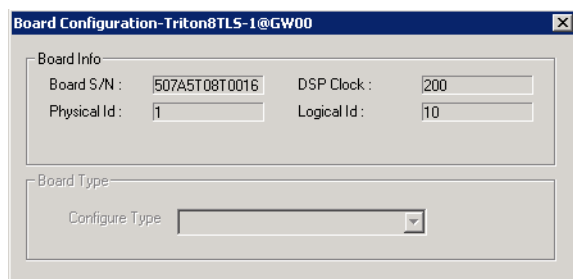 Board Configuration-Triton8TLS-1@GW00
Board Info
Board S/N : 507A5T08T0016 DSP Clock : 200
Physical Id : 1 Logical Id : 10
Board Type
Configure Type